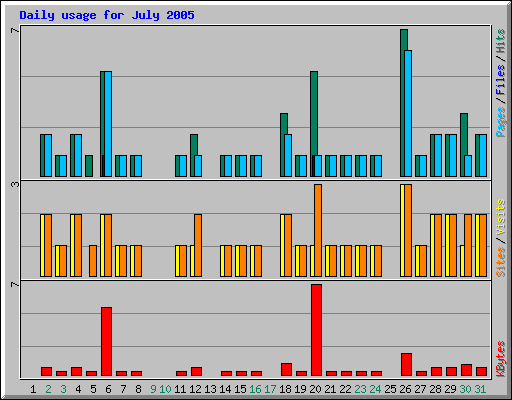 Daily usage for July 2005
7
Pages / Files / Hits
3
Sites / Visits
7
KBytes
1 2 3 4 5 6 7 8 9 10 11 12 13 14 15 16 17 18 19 20 21 22 23 24 25 26 27 28 29 30 31